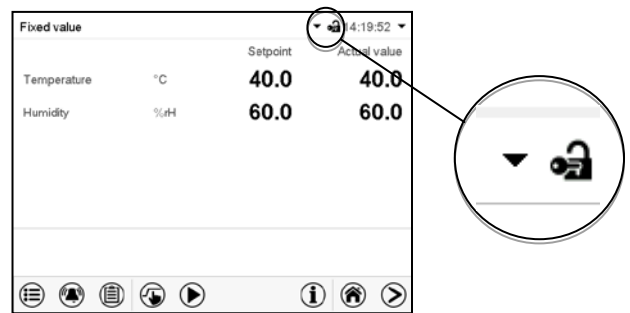 Fixed value 14:19:52
Setpoint Actual value
Temperature °C 40.0 40.0
Humidity %rH 60.0 60.0